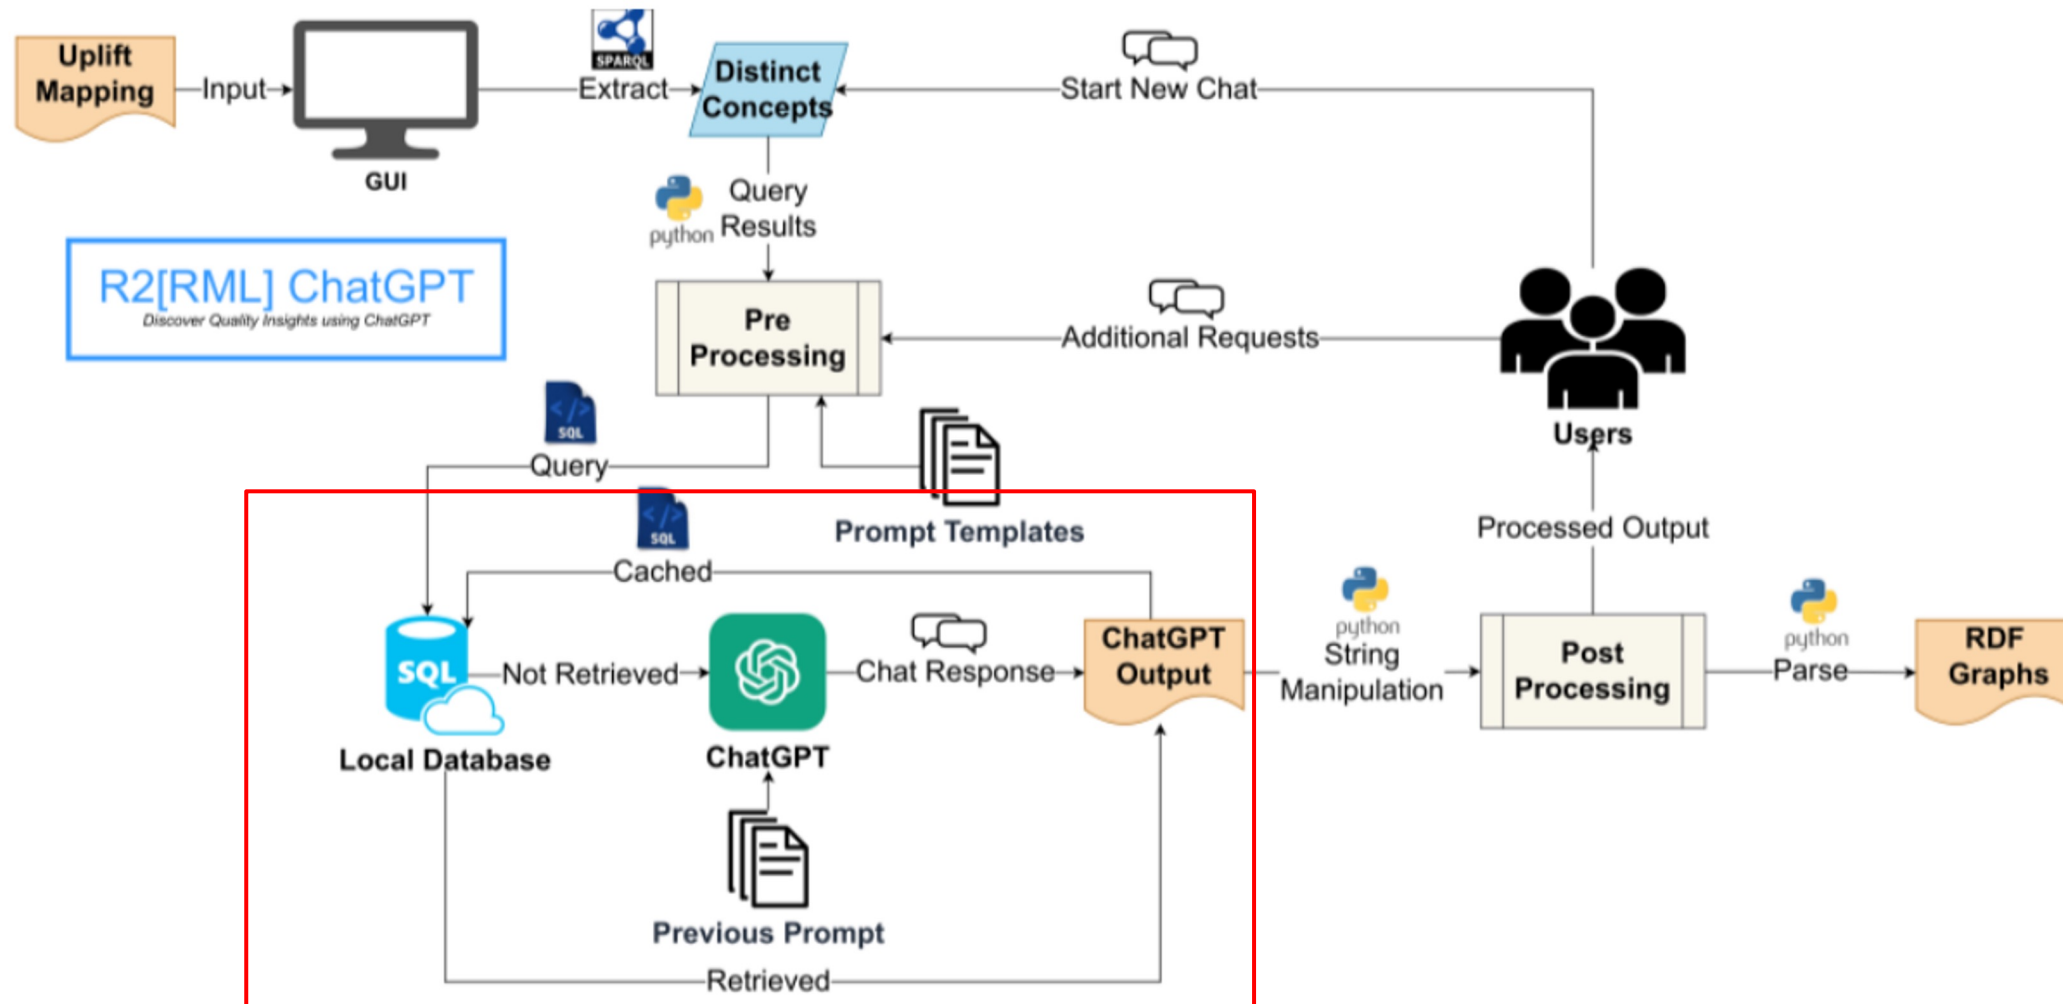 Uplift
Mapping
Input
GUI
SPARQL
Extract
Distinct
Concepts
Start New Chat
python
Query
Results
R2[RML] ChatGPT
Discover Quality Insights using ChatGPT
Pre
Processing
Additional Requests
Users
</>
SQL
Query
Prompt Templates
</>
SQL
Cached
Processed Output
SQL
Local Database
Not Retrieved
ChatGPT
Chat Response
ChatGPT
Output
python
String
Manipulation
Post
Processing
python
Parse
RDF
Graphs
Previous Prompt
Retrieved